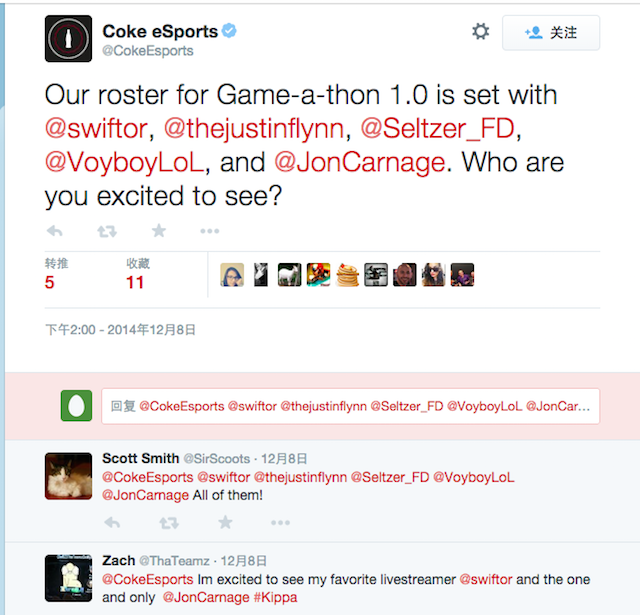 Coke eSports
@CokeEsports
关注
Our roster for Game-a-thon 1.0 is set with
@swiftor, @thejustinflynn, @Seltzer_FD,
@VoyboyLoL, and @JonCarnage. Who are
you excited to see?
转推 收藏
5 11
下午2:00 - 2014年12月8日
回复 @CokeEsports @swiftor @thejustinflynn @Seltzer_FD @VoyboyLoL @JonCar...
Scott Smith @SirScoots · 12月8日
@CokeEsports @swiftor @thejustinflynn @Seltzer_FD @VoyboyLoL
@JonCarnage All of them!
Zach @ThaTeamz · 12月8日
@CokeEsports Im excited to see my favorite livestreamer @swiftor and the one
and only @JonCarnage #Kippa